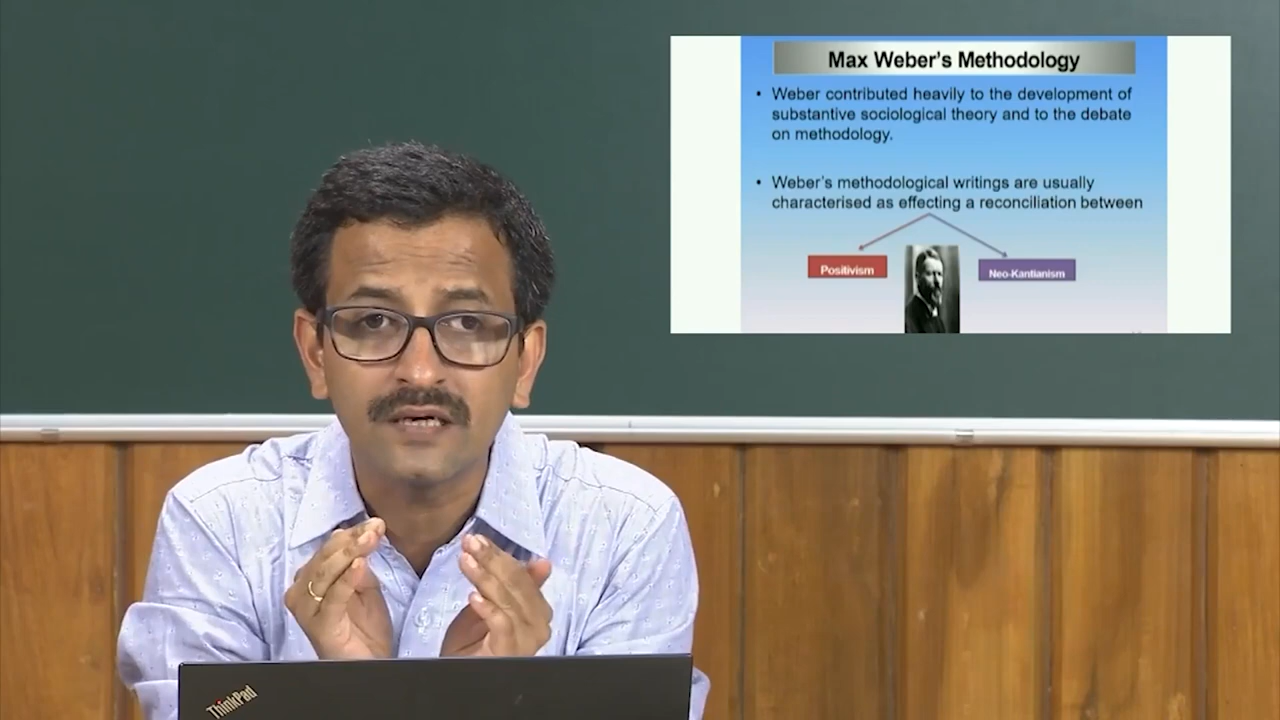 Max Weber's Methodology
• Weber contributed heavily to the development of
substantive sociological theory and to the debate
on methodology.
• Weber's methodological writings are usually
characterised as effecting a reconciliation between
Positivism
Neo-Kantianism
ThinkPad